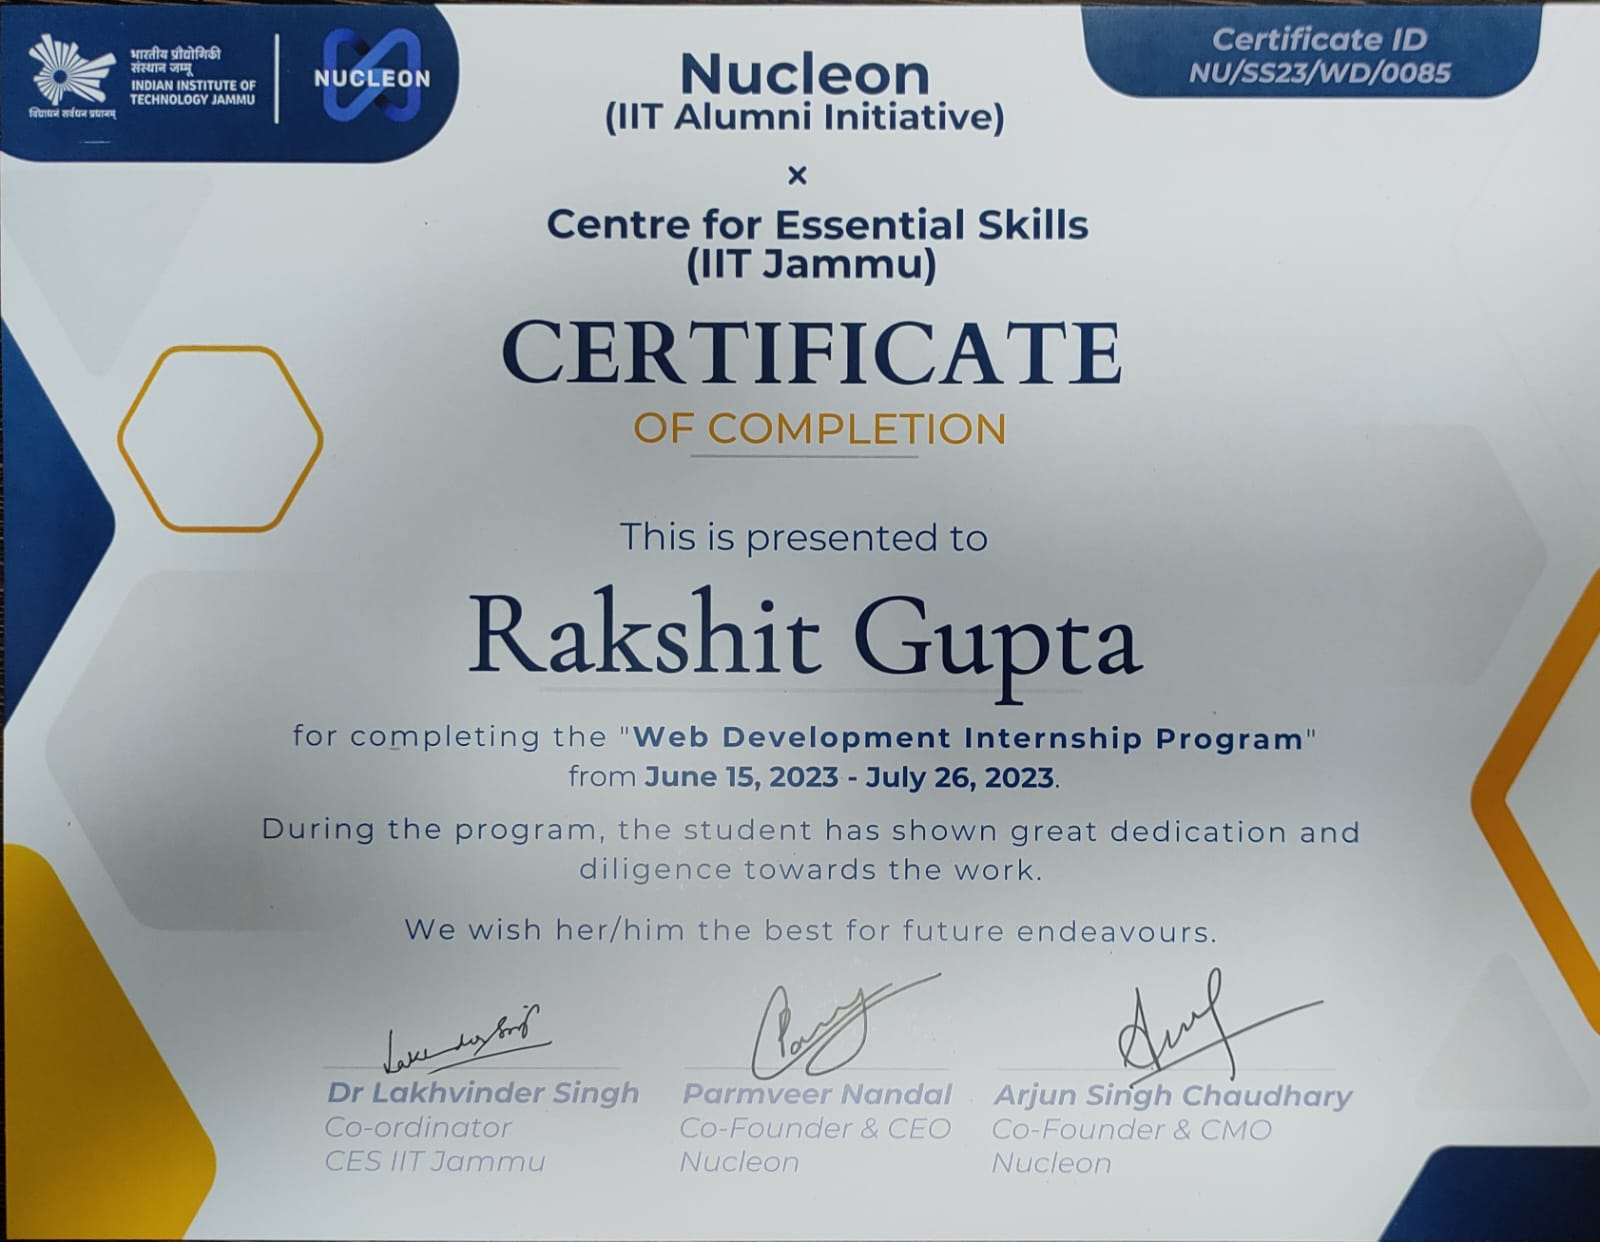 भारतीय प्रौद्योगिकी
संस्थान जम्मू
INDIAN INSTITUTE OF
TECHNOLOGY JAMMU
विद्याधनं सर्वधन प्रधानम्
NUCLEON
Certificate ID
NU/SS23/WD/0085
Nucleon
(IIT Alumni Initiative)
×
Centre for Essential Skills
(IIT Jammu)
CERTIFICATE
OF COMPLETION
This is presented to
Rakshit Gupta
for completing the "Web Development Internship Program"
from June 15, 2023 - July 26, 2023.
During the program, the student has shown great dedication and
diligence towards the work.
We wish her/him the best for future endeavours.
Dr Lakhvinder Singh
Co-ordinator
CES IIT Jammu
Parmveer Nandal
Co-Founder & CEO
Nucleon
Arjun Singh Chaudhary
Co-Founder & CMO
Nucleon